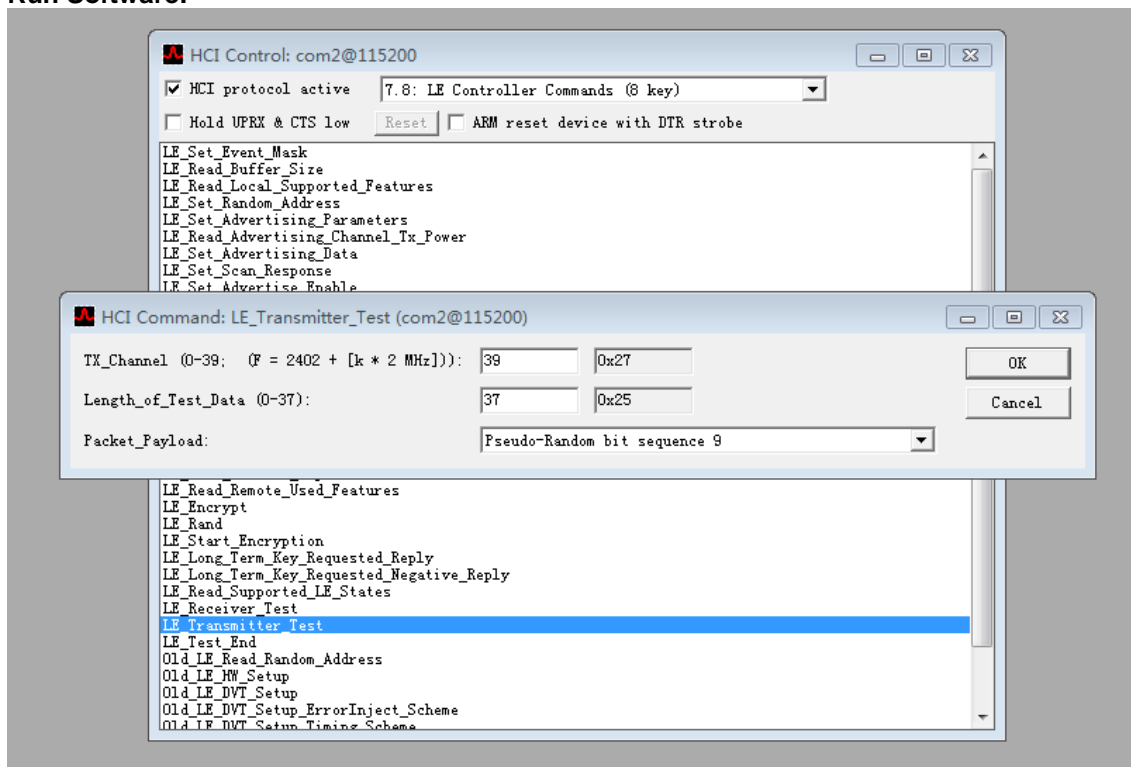 Run Software:
HCI Control: com2@115200
HCI protocol active 7.8: LE Controller Commands (8 key)
Hold UPRX & CTS low Reset ARM reset device with DTR strobe
LE_Set_Event_Mask
LE_Read_Buffer_Size
LE_Read_Local_Supported_Features
LE_Set_Random_Address
LE_Set_Advertising_Parameters
LE_Read_Advertising_Channel_Tx_Power
LE_Set_Advertising_Data
LE_Set_Scan_Response
LE_Set_Advertise_Enable
HCI Command: LE_Transmitter_Test (com2@115200)
TX_Channel (0-39; (F = 2402 + [k * 2 MHz])): 39 0x27 OK
Length_of_Test_Data (0-37): 37 0x25 Cancel
Packet_Payload: Pseudo-Random bit sequence 9
LE_Read_Remote_Used_Features
LE_Encrypt
LE_Rand
LE_Start_Encryption
LE_Long_Term_Key_Requested_Reply
LE_Long_Term_Key_Requested_Negative_Reply
LE_Read_Supported_LE_States
LE_Receiver_Test
LE_Transmitter_Test
LE_Test_End
Old_LE_Read_Random_Address
Old_LE_HW_Setup
Old_LE_DVT_Setup
Old_LE_DVT_Setup_ErrorInject_Scheme
Old_LE_DVT_Setup_Timing_Scheme